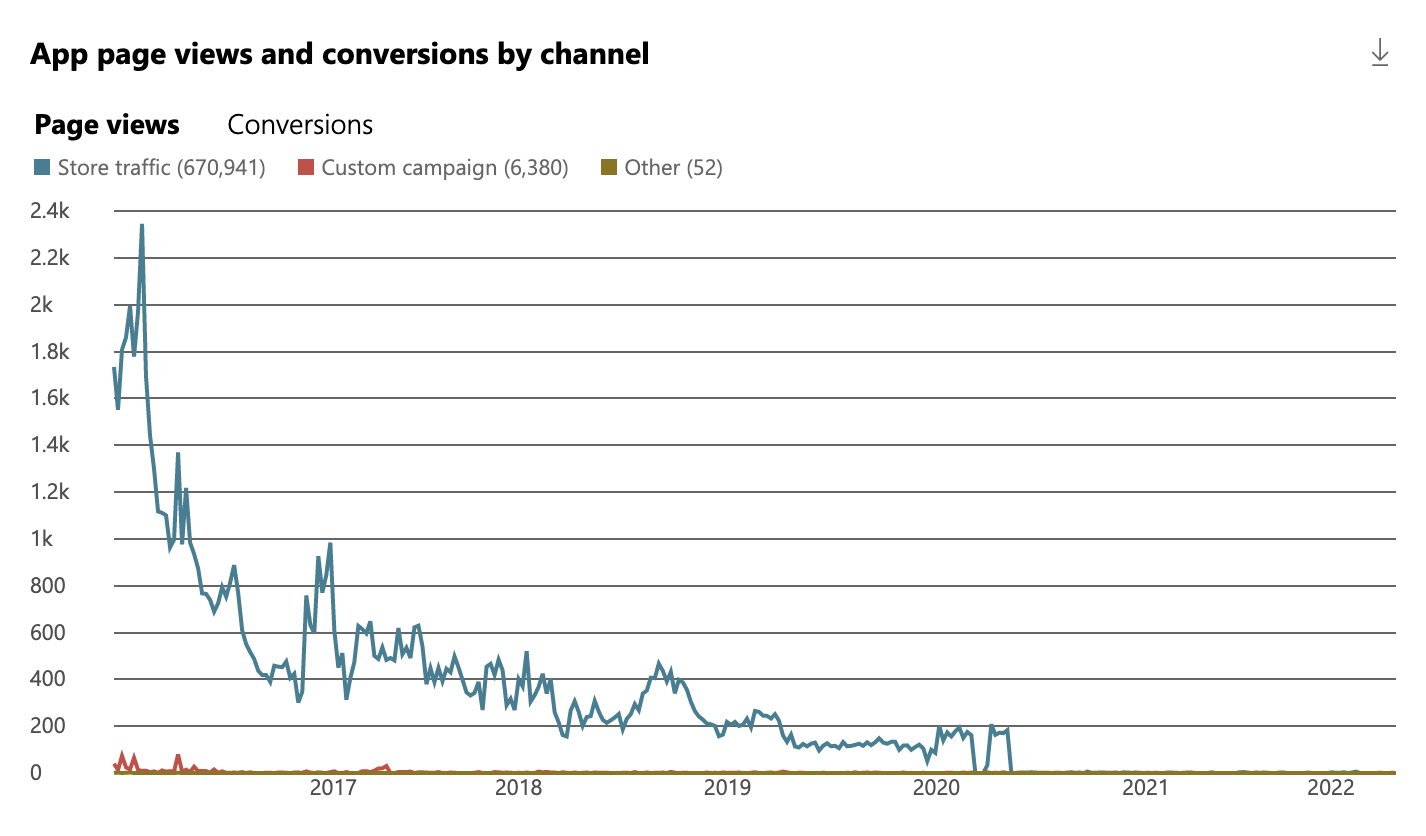 App page views and conversions by channel
Page views Conversions
Store traffic (670,941) Custom campaign (6,380) Other (52)
2.4k
2.2k
2k
1.8k
1.6k
1.4k
1.2k
1k
800
600
400
200
0
2017 2018 2019 2020 2021 2022